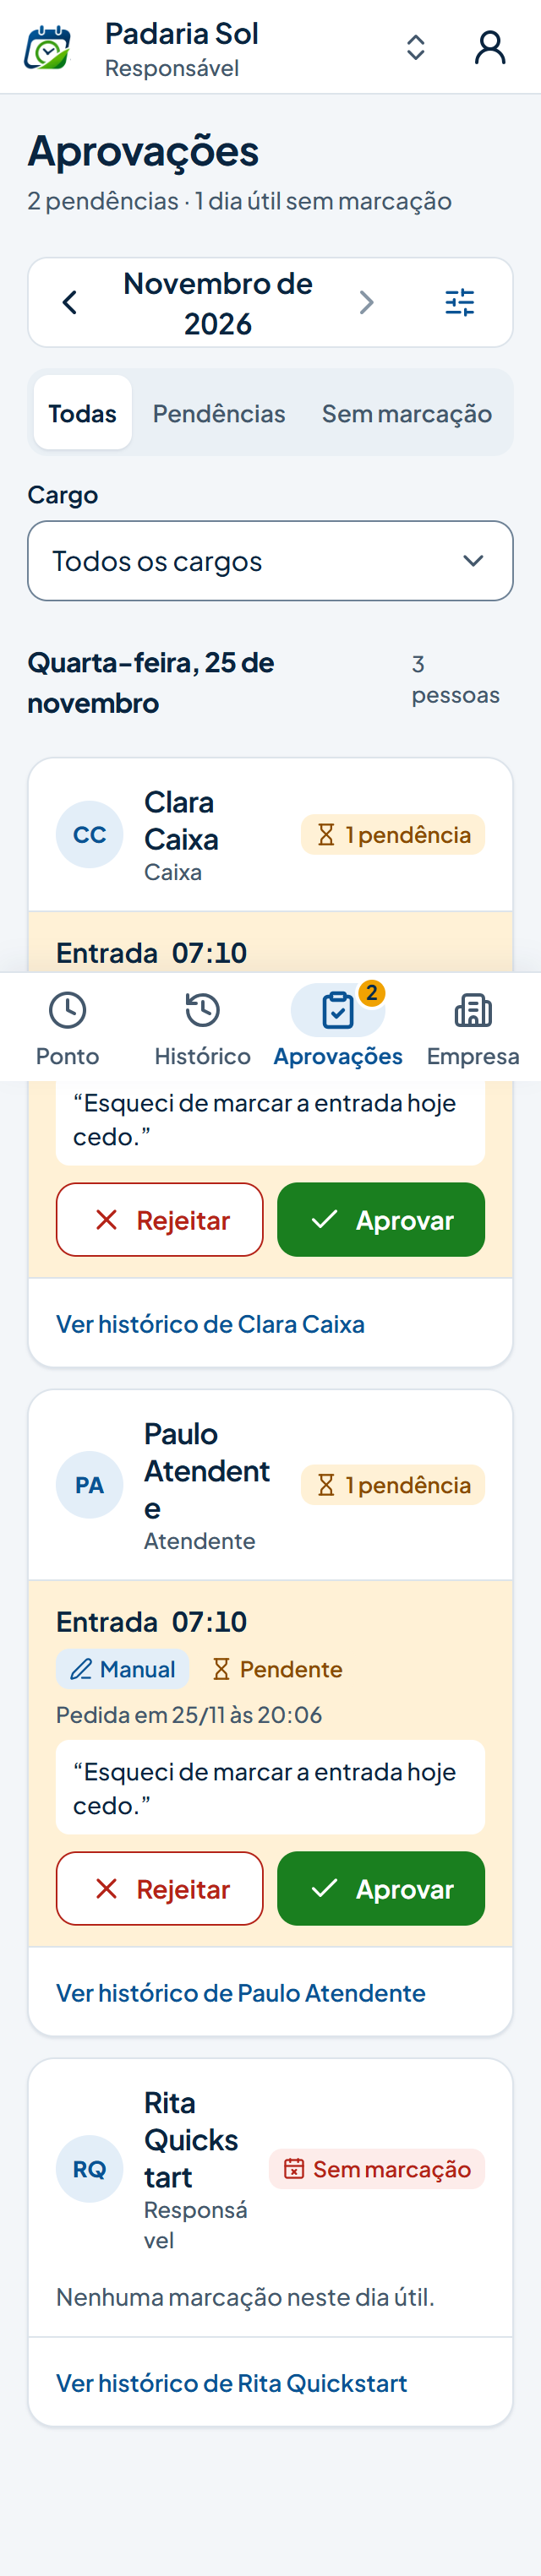 Padaria Sol
Responsável
Aprovações
2 pendências · 1 dia útil sem marcação
Novembro de
2026
Todas
Pendências
Sem marcação
Cargo
Todos os cargos
Quarta-feira, 25 de
novembro
3
pessoas
CC
Clara
Caixa
Caixa
1 pendência
Entrada 07:10
2
Ponto
Histórico
Aprovações
Empresa
“Esqueci de marcar a entrada hoje
cedo.”
Rejeitar
Aprovar
Ver histórico de Clara Caixa
PA
Paulo
Atendent
e
Atendente
1 pendência
Entrada 07:10
Manual
Pendente
Pedida em 25/11 às 20:06
“Esqueci de marcar a entrada hoje
cedo.”
Rejeitar
Aprovar
Ver histórico de Paulo Atendente
RQ
Rita
Quicks
tart
Responsá
vel
Sem marcação
Nenhuma marcação neste dia útil.
Ver histórico de Rita Quickstart